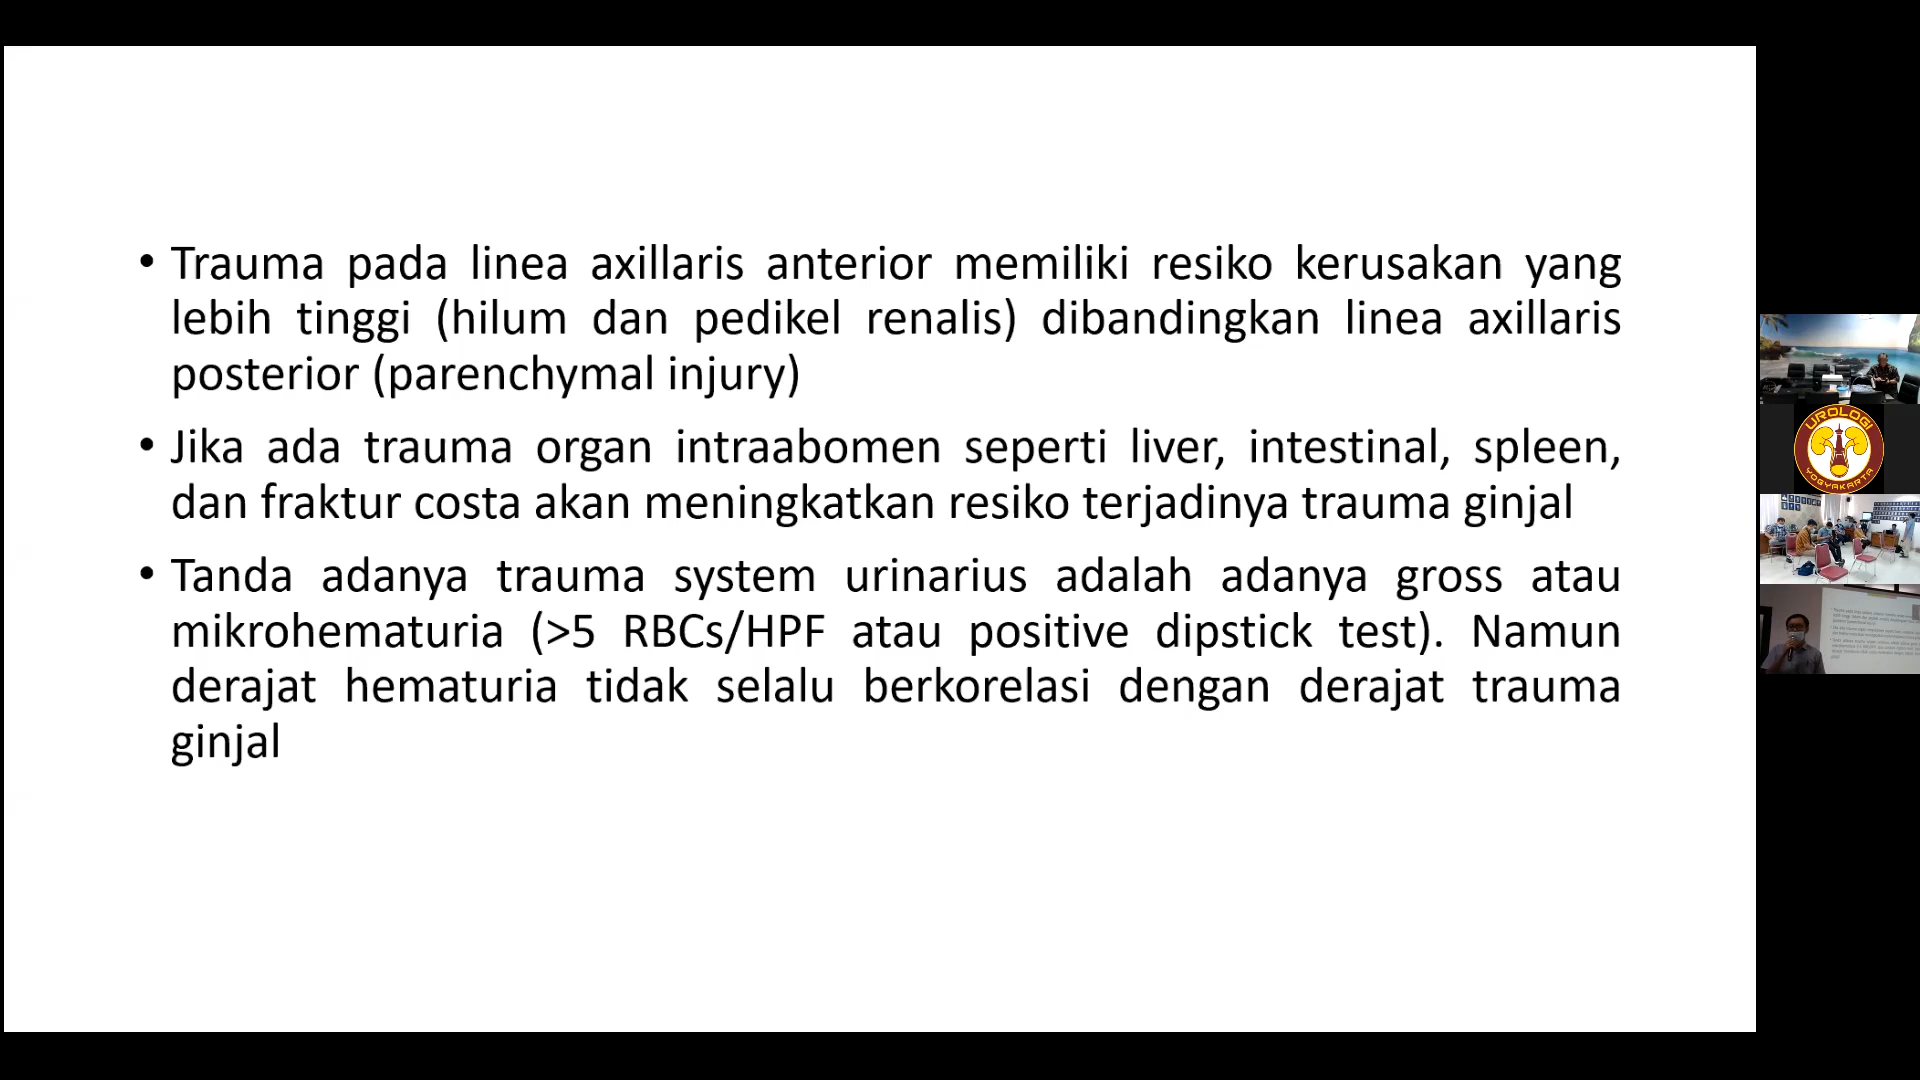 • Trauma pada linea axillaris anterior memiliki resiko kerusakan yang
lebih tinggi (hilum dan pedikel renalis) dibandingkan linea axillaris
posterior (parenchymal injury)
• Jika ada trauma organ intraabomen seperti liver, intestinal, spleen,
dan fraktur costa akan meningkatkan resiko terjadinya trauma ginjal
• Tanda adanya trauma system urinarius adalah adanya gross atau
mikrohematuria (>5 RBCs/HPF atau positive dipstick test). Namun
derajat hematuria tidak selalu berkorelasi dengan derajat trauma
ginjal
UROLOGI
YOGYAKARTA